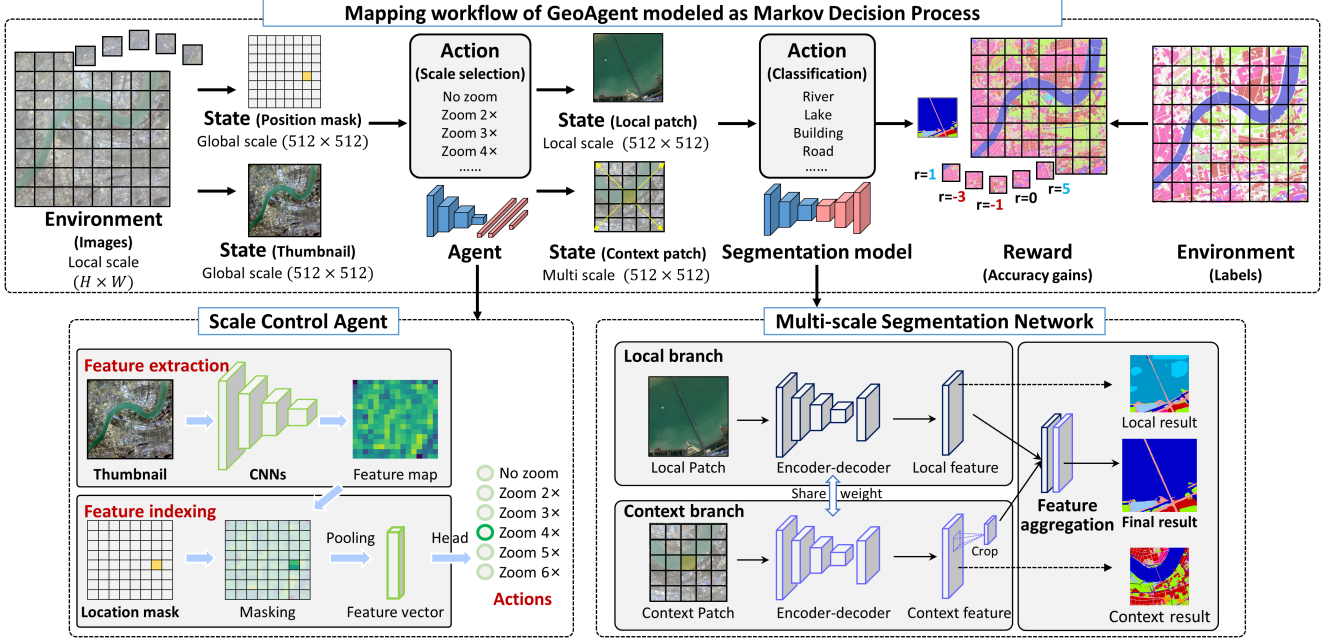 Mapping workflow of GeoAgent modeled as Markov Decision Process
Environment
(Images)
Local scale
(H × W)
State (Position mask)
Global scale (512 × 512)
State (Thumbnail)
Global scale (512 × 512)
Action
(Scale selection)
No zoom
Zoom 2×
Zoom 3×
Zoom 4×
......
Agent
State (Local patch)
Local scale (512 × 512)
State (Context patch)
Multi scale (512 × 512)
Action
(Classification)
River
Lake
Building
Road
......
Segmentation model
r=1
r=-3
r=-1
r=0
r=5
Reward
(Accuracy gains)
Environment
(Labels)
Scale Control Agent
Feature extraction
Thumbnail
CNNs
Feature map
Feature indexing
Location mask
Masking
Pooling
Feature vector
Head
No zoom
Zoom 2×
Zoom 3×
Zoom 4×
Zoom 5×
Zoom 6×
Actions
Multi-scale Segmentation Network
Local branch
Local Patch
Encoder-decoder
Local feature
Share weight
Context branch
Context Patch
Encoder-decoder
Context feature
Crop
Feature
aggregation
Local result
Final result
Context result